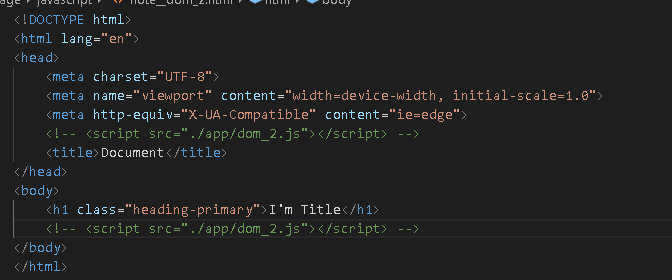 age > javascript > note__dom_2.html > html > body
<!DOCTYPE html>
<html lang="en">
<head>
    <meta charset="UTF-8">
    <meta name="viewport" content="width=device-width, initial-scale=1.0">
    <meta http-equiv="X-UA-Compatible" content="ie=edge">
    <!-- <script src="./app/dom_2.js"></script> -->
    <title>Document</title>
</head>
<body>
    <h1 class="heading-primary">I'm Title</h1>
    <!-- <script src="./app/dom_2.js"></script> -->
</body>
</html>